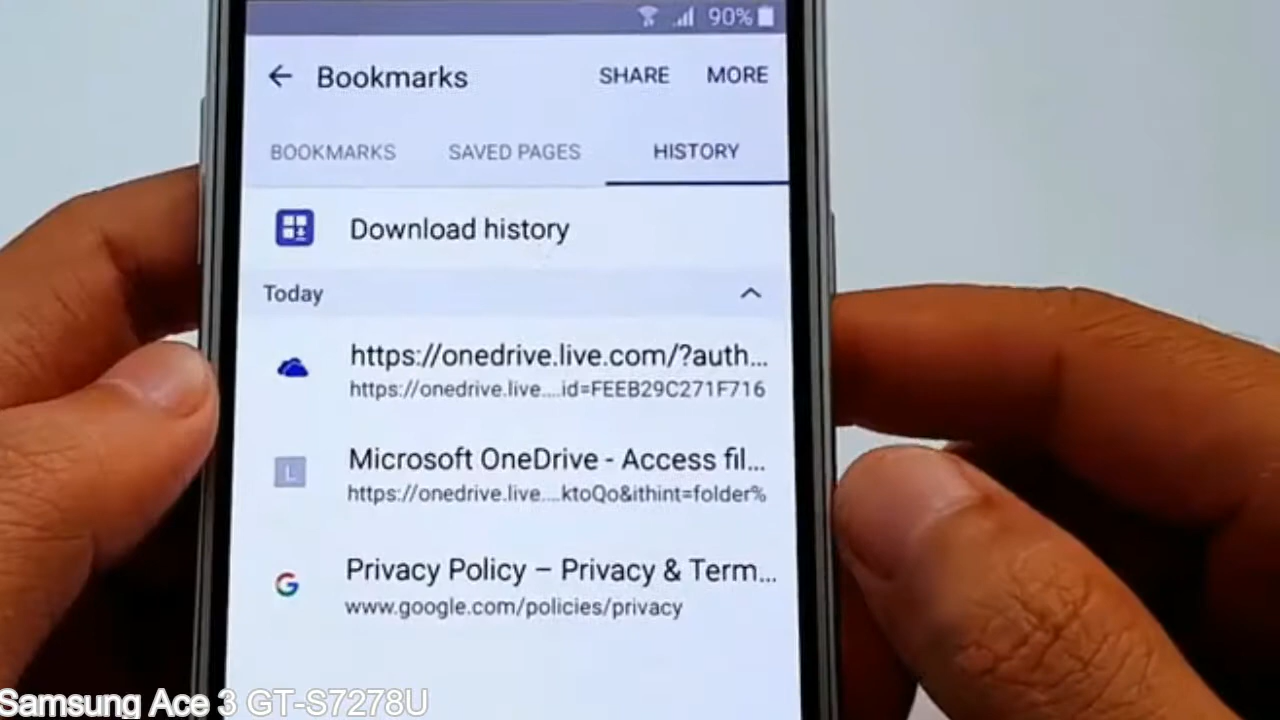 90%
Bookmarks SHARE MORE
BOOKMARKS SAVED PAGES HISTORY
Download history
Today
https://onedrive.live.com/?auth...
https://onedrive.live....id=FEEB29C271F716
L
Microsoft OneDrive - Access fil...
https://onedrive.live....ktoQo&ithint=folder%
Privacy Policy – Privacy & Term...
www.google.com/policies/privacy
Samsung Ace 3 GT-S7278U